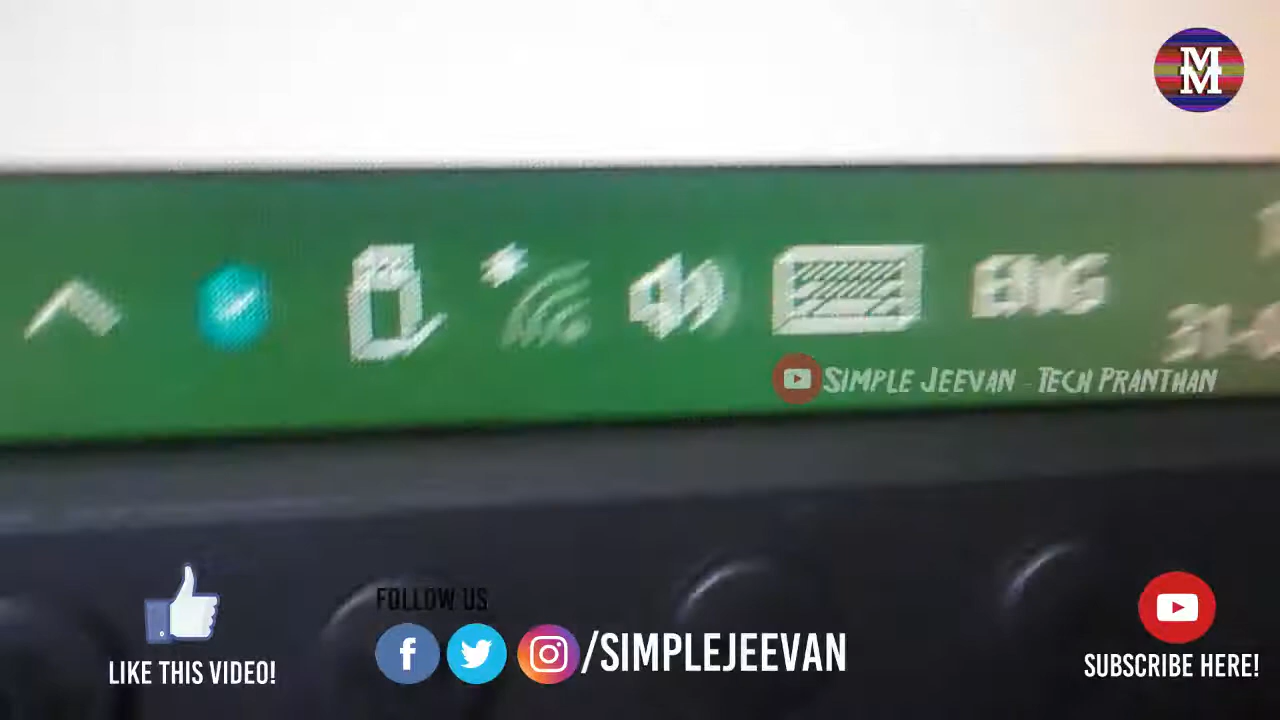 M
M
ENG
SIMPLE JEEVAN - TECH PRANTHAN
FOLLOW US
/SIMPLEJEEVAN
LIKE THIS VIDEO!
SUBSCRIBE HERE!